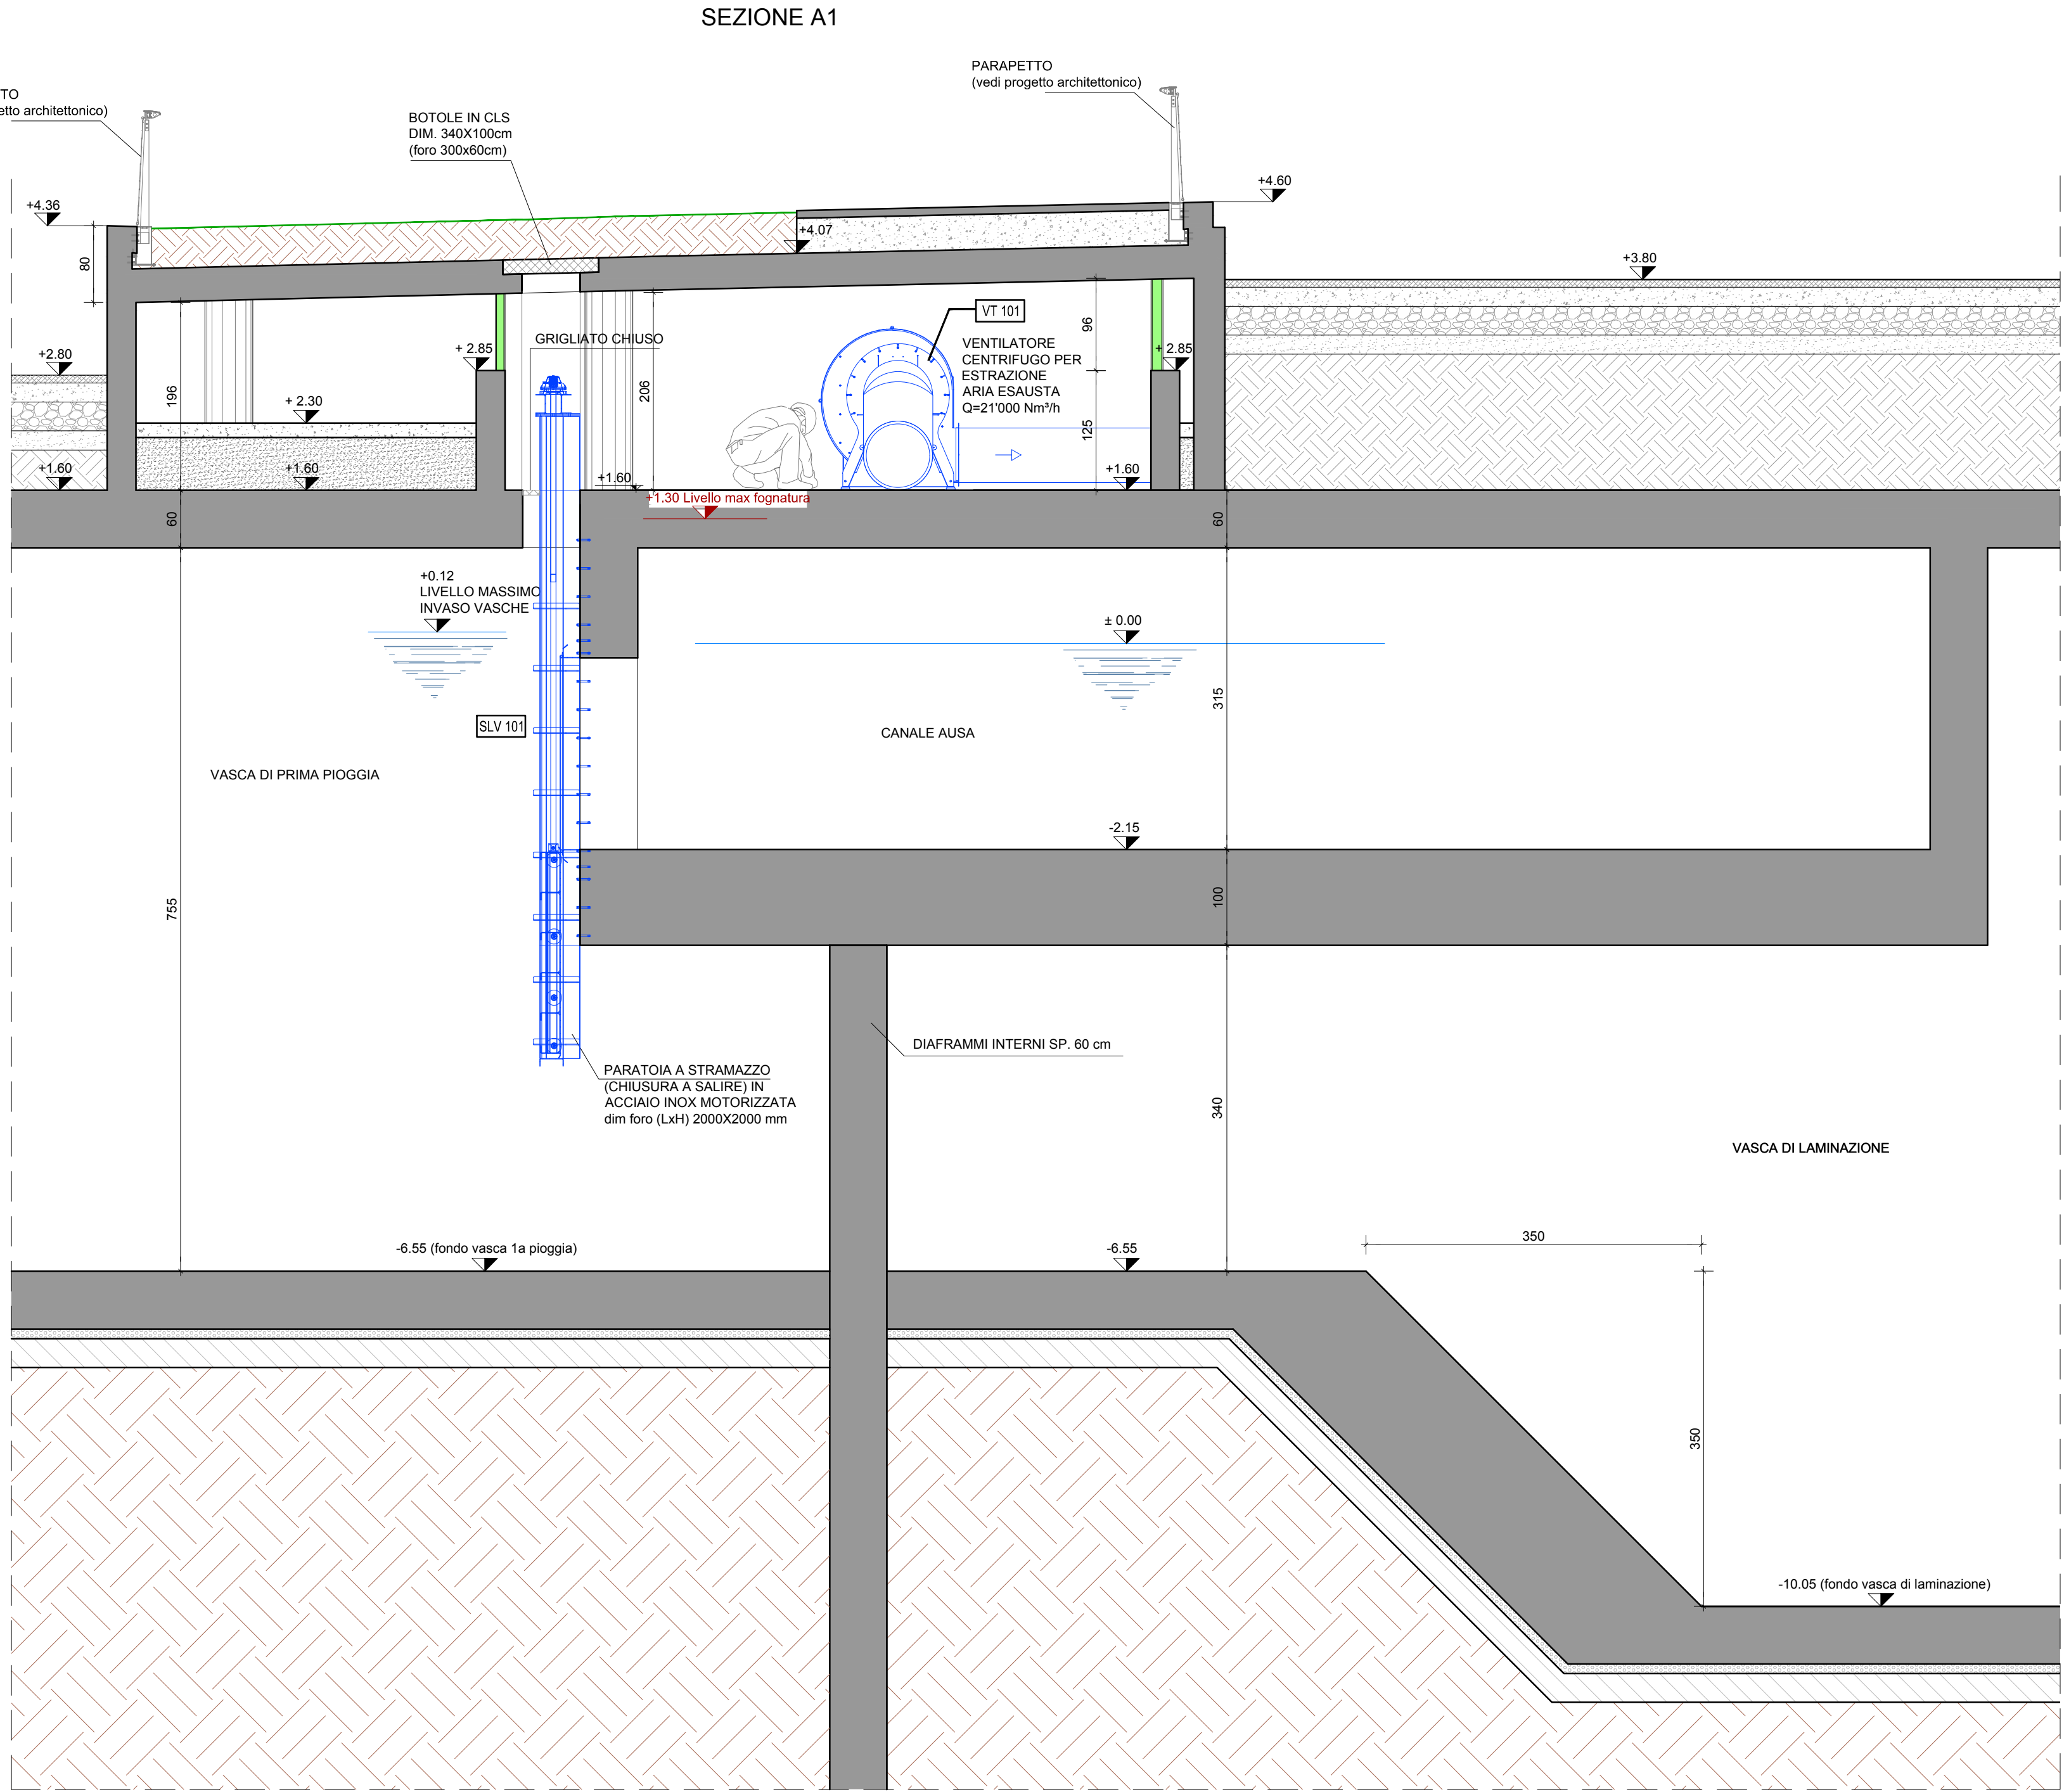 SEZIONE A1
PARAPETTO
(vedi progetto architettonico)
TO
etto architettonico)
BOTOLE IN CLS
DIM. 340X100cm
(foro 300x60cm)
+4.60
+4.36
+4.07
+3.80
80
VT 101
96
GRIGLIATO CHIUSO
VENTILATORE
CENTRIFUGO PER
ESTRAZIONE
ARIA ESAUSTA
Q=21'000 Nm³/h
+2.80
+ 2.85
+ 2.85
196
206
+ 2.30
125
+1.60
+1.60
+1.60
+1.60
+1.30 Livello max fognatura
60
60
+0.12
LIVELLO MASSIMO
INVASO VASCHE
± 0.00
315
SLV 101
CANALE AUSA
VASCA DI PRIMA PIOGGIA
-2.15
755
100
DIAFRAMMI INTERNI SP. 60 cm
PARATOIA A STRAMAZZO
(CHIUSURA A SALIRE) IN
ACCIAIO INOX MOTORIZZATA
dim foro (LxH) 2000X2000 mm
340
VASCA DI LAMINAZIONE
350
-6.55 (fondo vasca 1a pioggia)
-6.55
350
-10.05 (fondo vasca di laminazione)